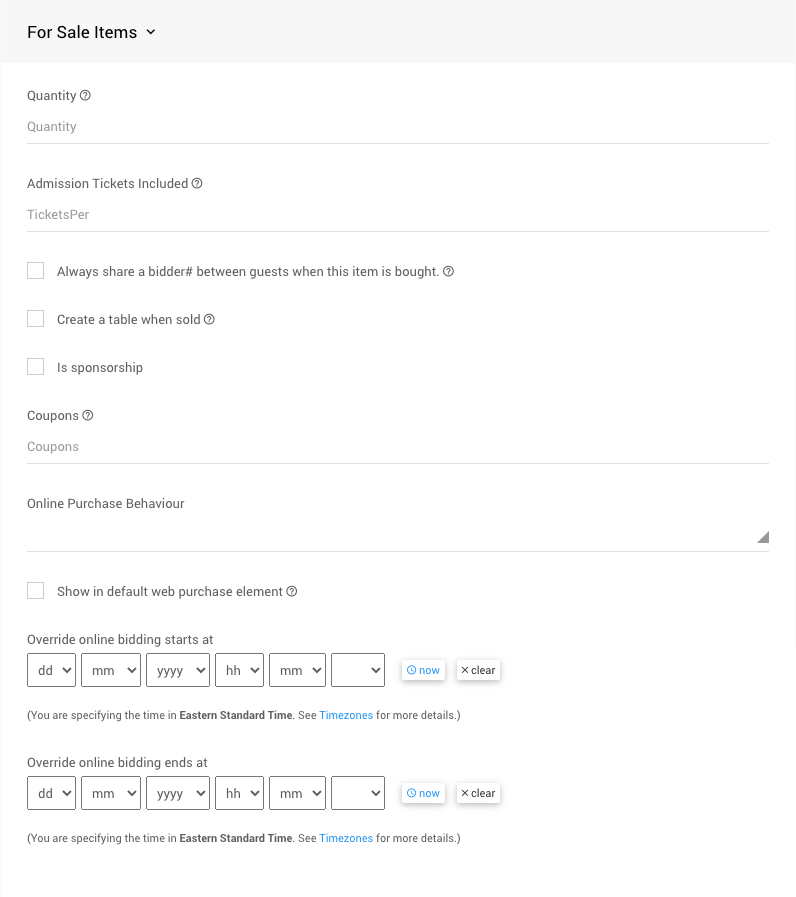 For Sale Items
Quantity
Quantity
Admission Tickets Included
TicketsPer
Always share a bidder# between guests when this item is bought.
Create a table when sold
Is sponsorship
Coupons
Coupons
Online Purchase Behaviour
Show in default web purchase element
Override online bidding starts at
dd mm yyyy hh mm now clear
(You are specifying the time in Eastern Standard Time. See Timezones for more details.)
Override online bidding ends at
dd mm yyyy hh mm now clear
(You are specifying the time in Eastern Standard Time. See Timezones for more details.)